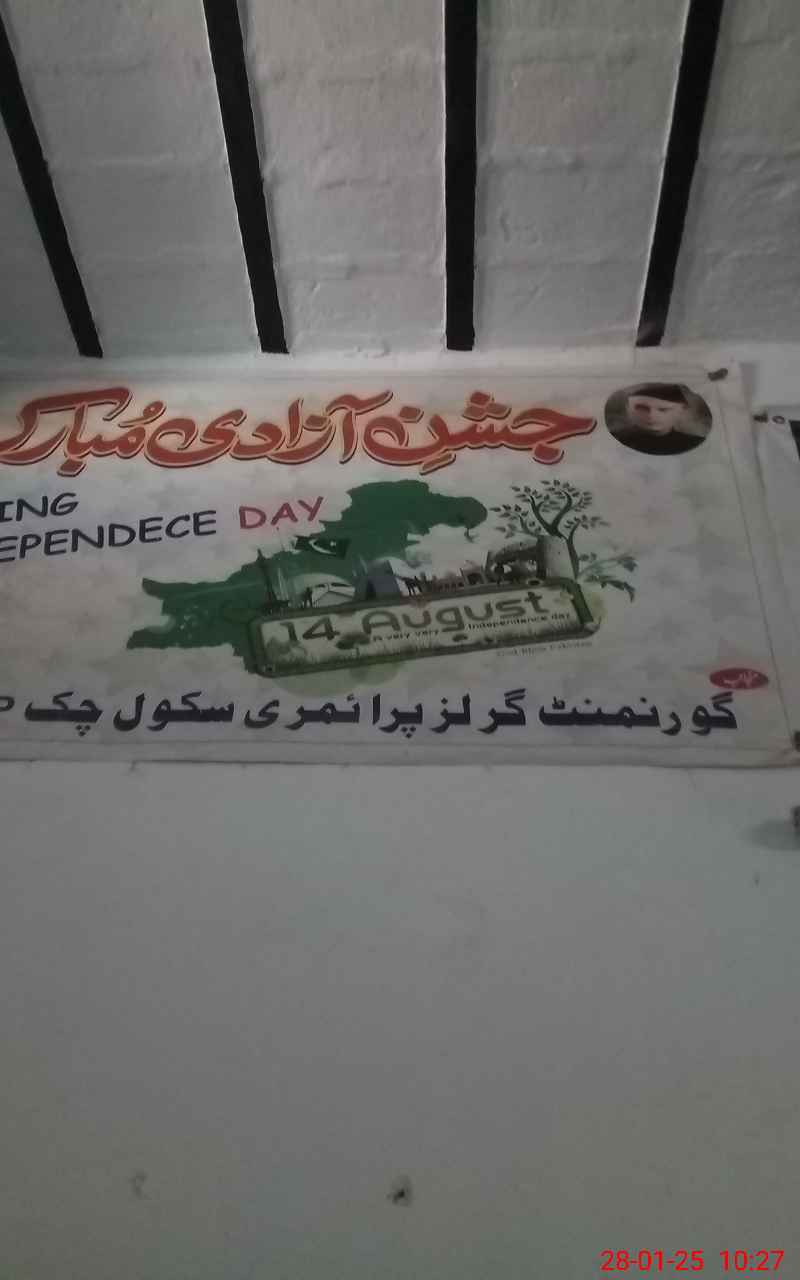 جشنِ آزادی مُبارک
ING
EPENDECE DAY
14 August
A very very Independence day
منجانب
گورنمنٹ گرلز پرائمری سکول چک P
28-01-25 10:27